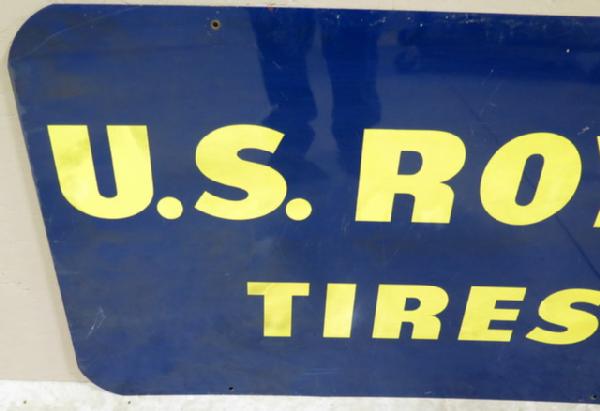 U.S. RO
TIRES